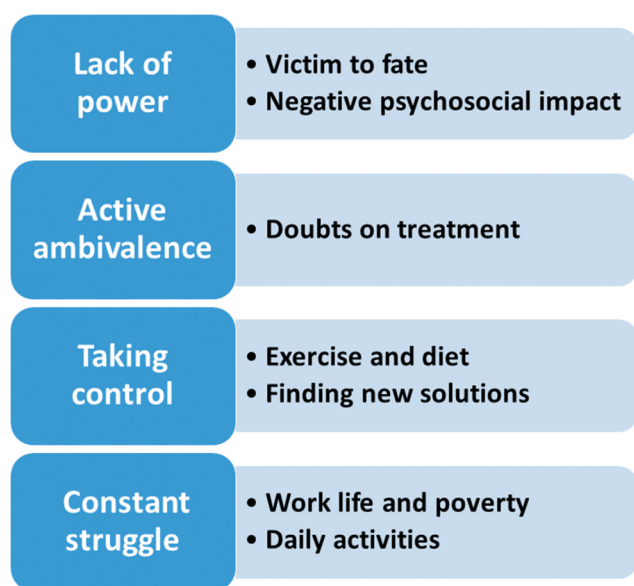 Lack of
power
• Victim to fate
• Negative psychosocial impact
Active
ambivalence
• Doubts on treatment
Taking
control
• Exercise and diet
• Finding new solutions
Constant
struggle
• Work life and poverty
• Daily activities